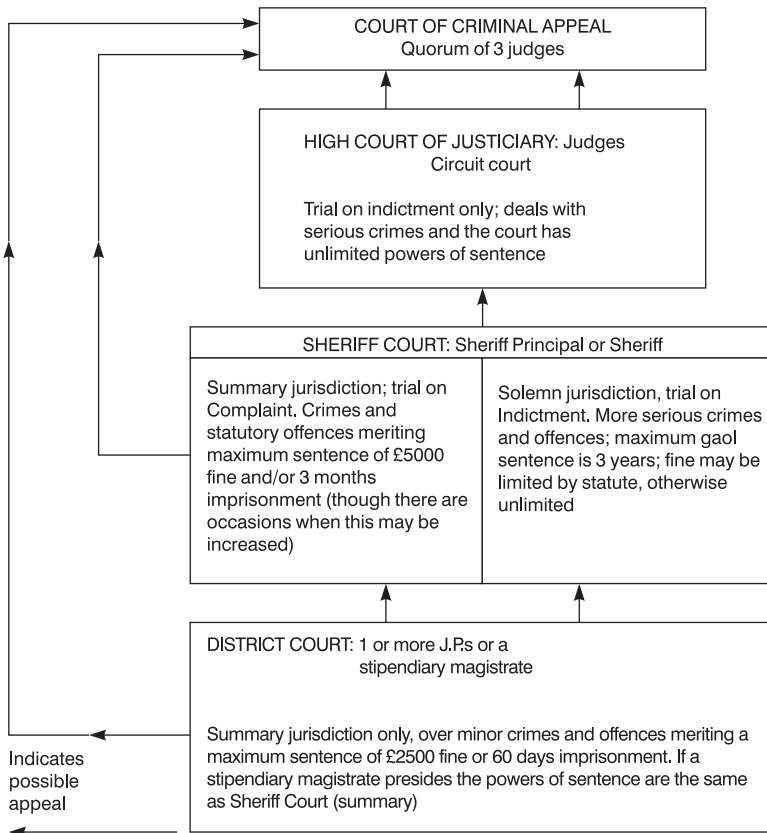 COURT OF CRIMINAL APPEAL
Quorum of 3 judges
HIGH COURT OF JUSTICIARY: Judges
Circuit court
Trial on indictment only; deals with
serious crimes and the court has
unlimited powers of sentence
SHERIFF COURT: Sheriff Principal or Sheriff
Summary jurisdiction; trial on
Complaint. Crimes and
statutory offences meriting
maximum sentence of £5000
fine and/or 3 months
imprisonment (though there are
occasions when this may be
increased)
Solemn jurisdiction, trial on
Indictment. More serious crimes
and offences; maximum gaol
sentence is 3 years; fine may be
limited by statute, otherwise
unlimited
DISTRICT COURT: 1 or more J.P.s or a
stipendiary magistrate
Summary jurisdiction only, over minor crimes and offences meriting a
maximum sentence of £2500 fine or 60 days imprisonment. If a
stipendiary magistrate presides the powers of sentence are the same
as Sheriff Court (summary)
Indicates
possible
appeal